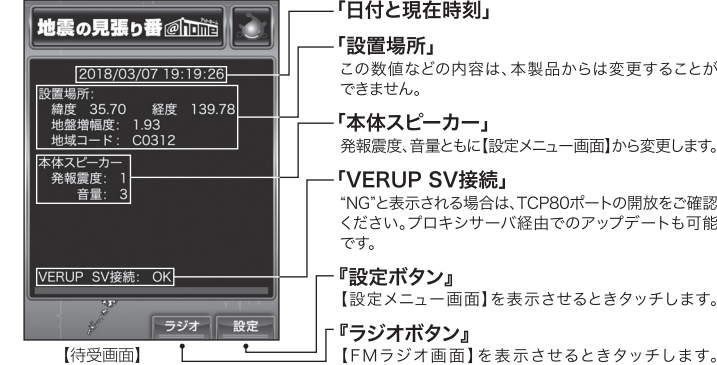 地震の見張り番@home
アットホーム
2018/03/07 19:19:26
設置場所:
緯度 35.70 経度 139.78
地盤増幅度: 1.93
地域コード: C0312
本体スピーカー
発報震度: 1
音量: 3
VERUP SV接続: OK
ラジオ 設定
【待受画面】
「日付と現在時刻」
「設置場所」
この数値などの内容は、本製品からは変更することが
できません。
「本体スピーカー」
発報震度、音量ともに【設定メニュー画面】から変更します。
「VERUP SV接続」
“NG”と表示される場合は、TCP80ポートの開放をご確認
ください。プロキシサーバ経由でのアップデートも可能
です。
『設定ボタン』
【設定メニュー画面】を表示させるときタッチします。
『ラジオボタン』
【FMラジオ画面】を表示させるときタッチします。